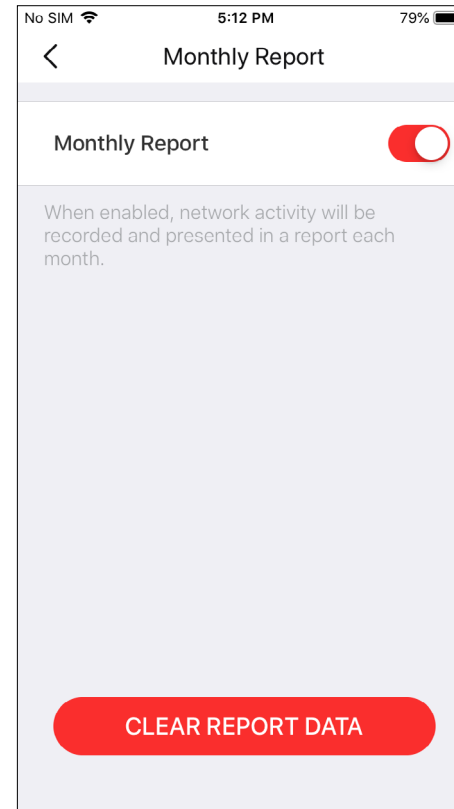 No SIM 5:12 PM 79%
Monthly Report
Monthly Report
When enabled, network activity will be
recorded and presented in a report each
month.
CLEAR REPORT DATA